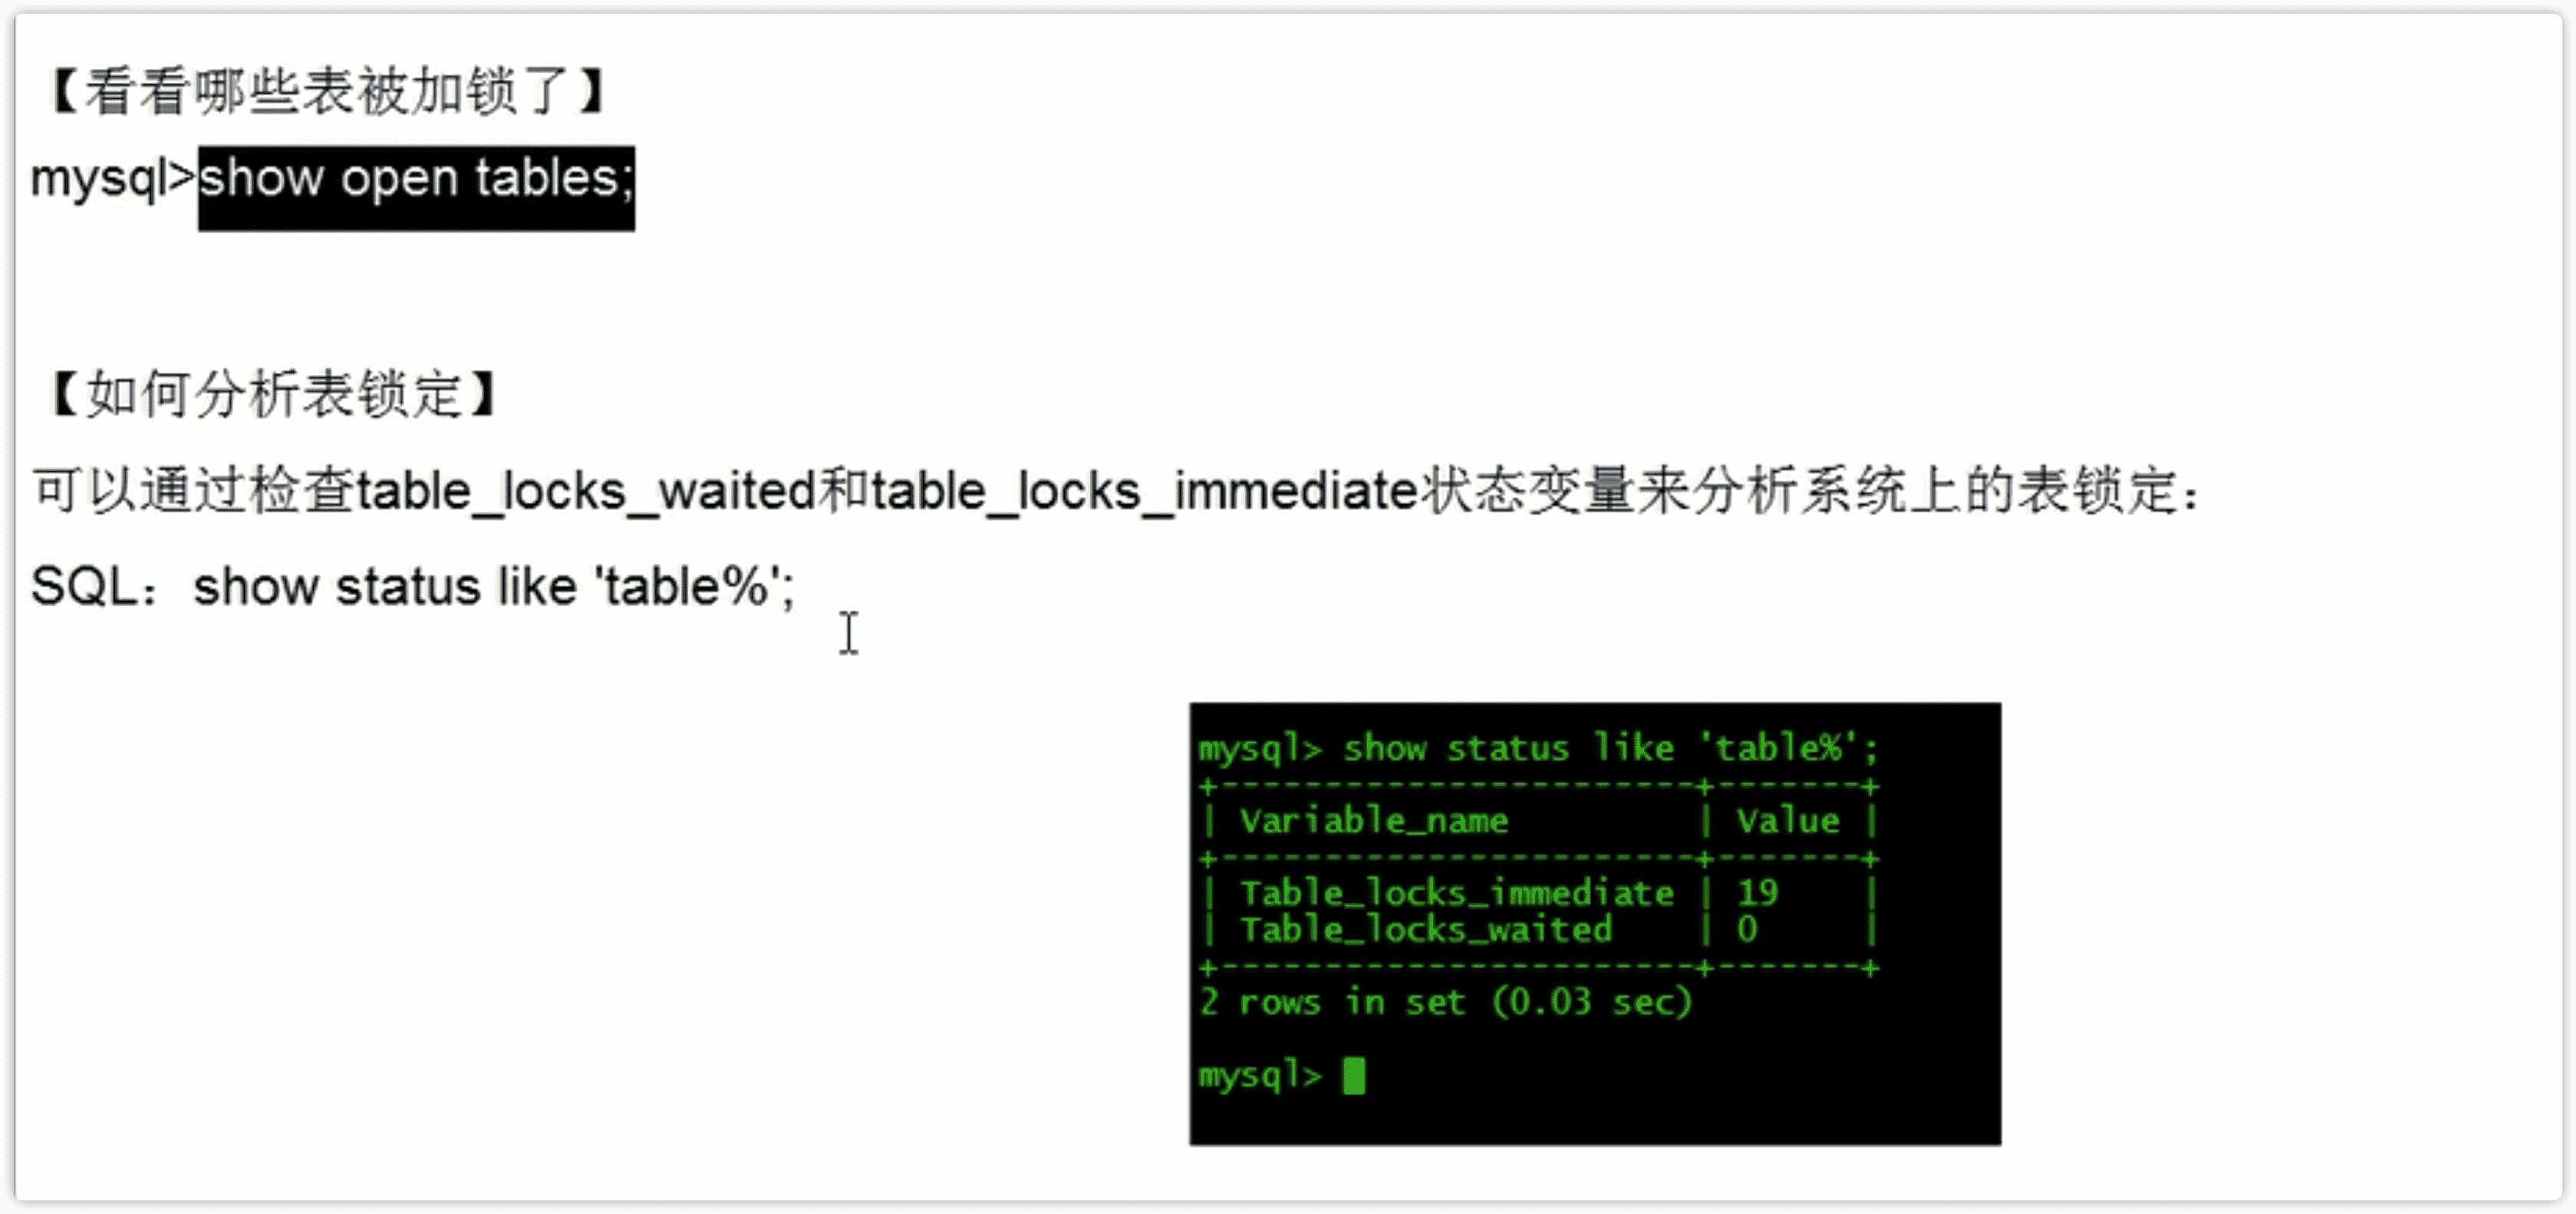 【看看哪些表被加锁了】
mysql>show open tables;
【如何分析表锁定】
可以通过检查table_locks_waited和table_locks_immediate状态变量来分析系统上的表锁定：
SQL：show status like 'table%';
mysql> show status like 'table%';
+-----------------------+-------+
| Variable_name         | Value |
+-----------------------+-------+
| Table_locks_immediate | 19    |
| Table_locks_waited    | 0     |
+-----------------------+-------+
2 rows in set (0.03 sec)
mysql>